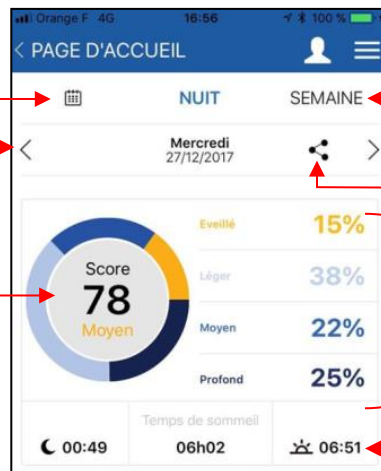 Orange F 4G 16:56 100 %
PAGE D'ACCUEIL
NUIT SEMAINE
Mercredi
27/12/2017
Eveillé 15%
Léger 38%
Moyen 22%
Profond 25%
Score
78
Moyen
Temps de sommeil
00:49 06h02 06:51